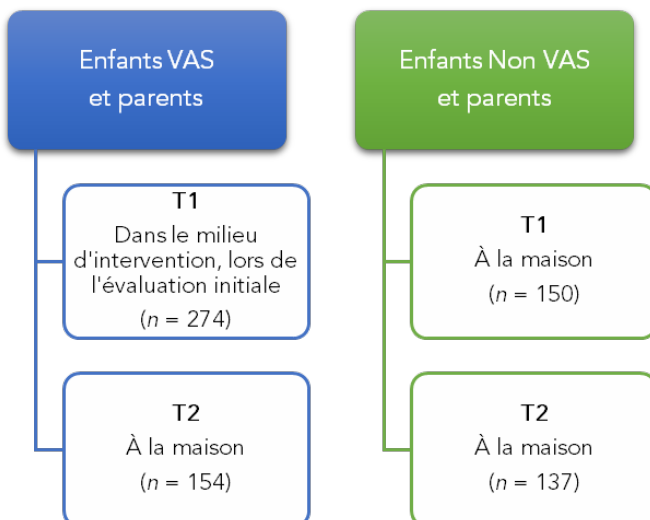 Enfants VAS
et parents
T1
Dans le milieu
d'intervention, lors de
l'évaluation initiale
(n = 274)
T2
À la maison
(n = 154)
Enfants Non VAS
et parents
T1
À la maison
(n = 150)
T2
À la maison
(n = 137)